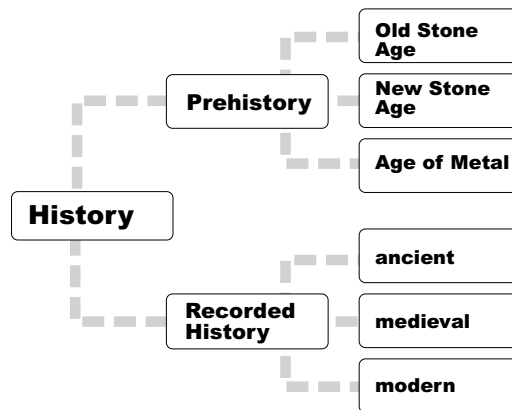 Old Stone
Age
Prehistory
New Stone
Age
Age of Metal
History
ancient
Recorded
History
medieval
modern